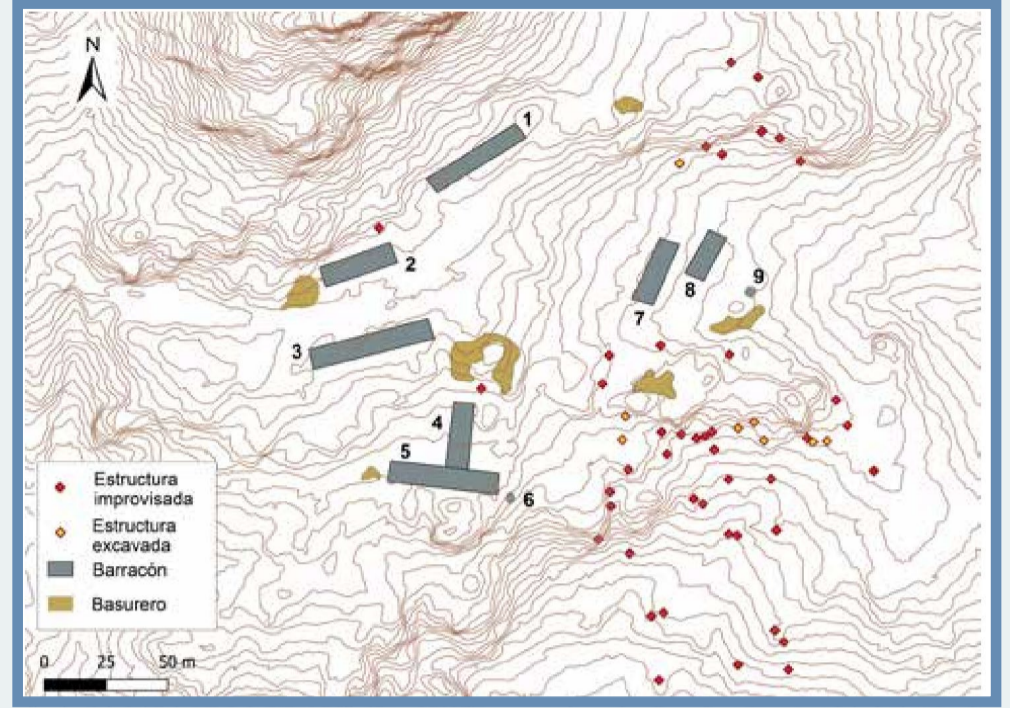 N
1
2
3
4
5
6
7
8
9
Estructura
improvisada
Estructura
excavada
Barracón
Basurero
0 25 50 m